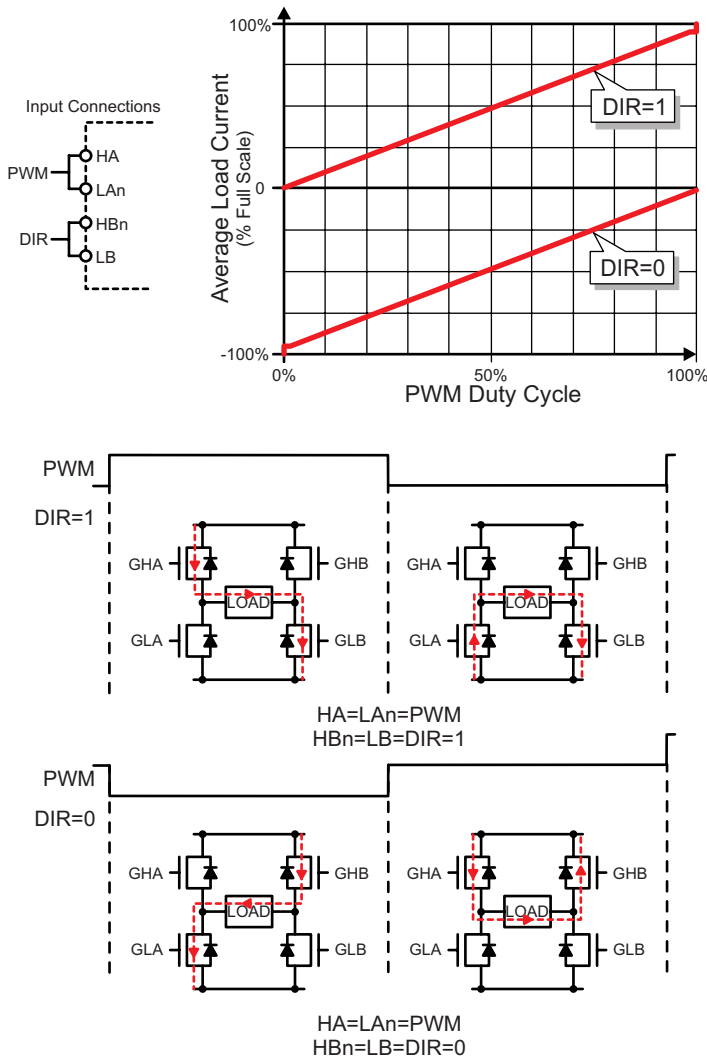 100%
Input Connections
HA
PWM
LAn
HBn
DIR
LB
Average Load Current
(% Full Scale)
0
-100%
DIR=1
DIR=0
0%
50%
100%
PWM Duty Cycle
PWM
DIR=1
GHA
GHB
LOAD
GLA
GLB
GHA
GHB
LOAD
GLA
GLB
HA=LAn=PWM
HBn=LB=DIR=1
PWM
DIR=0
GHA
GHB
LOAD
GLA
GLB
GHA
GHB
LOAD
GLA
GLB
HA=LAn=PWM
HBn=LB=DIR=0